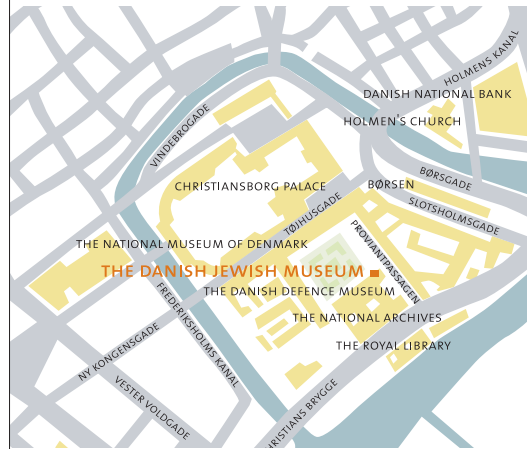 HOLMENS KANAL
DANISH NATIONAL BANK
HOLMEN'S CHURCH
VINDEBROGADE
BØRSGADE
CHRISTIANSBORG PALACE
BØRSEN
SLOTSHOLMSGADE
TØJHUSGADE
PROVIANTPASSAGEN
THE NATIONAL MUSEUM OF DENMARK
THE DANISH JEWISH MUSEUM
THE DANISH DEFENCE MUSEUM
FREDERIKSHOLMS KANAL
THE NATIONAL ARCHIVES
THE ROYAL LIBRARY
NY KONGENSGADE
VESTER VOLDGADE
HRISTIANS BRYGGE